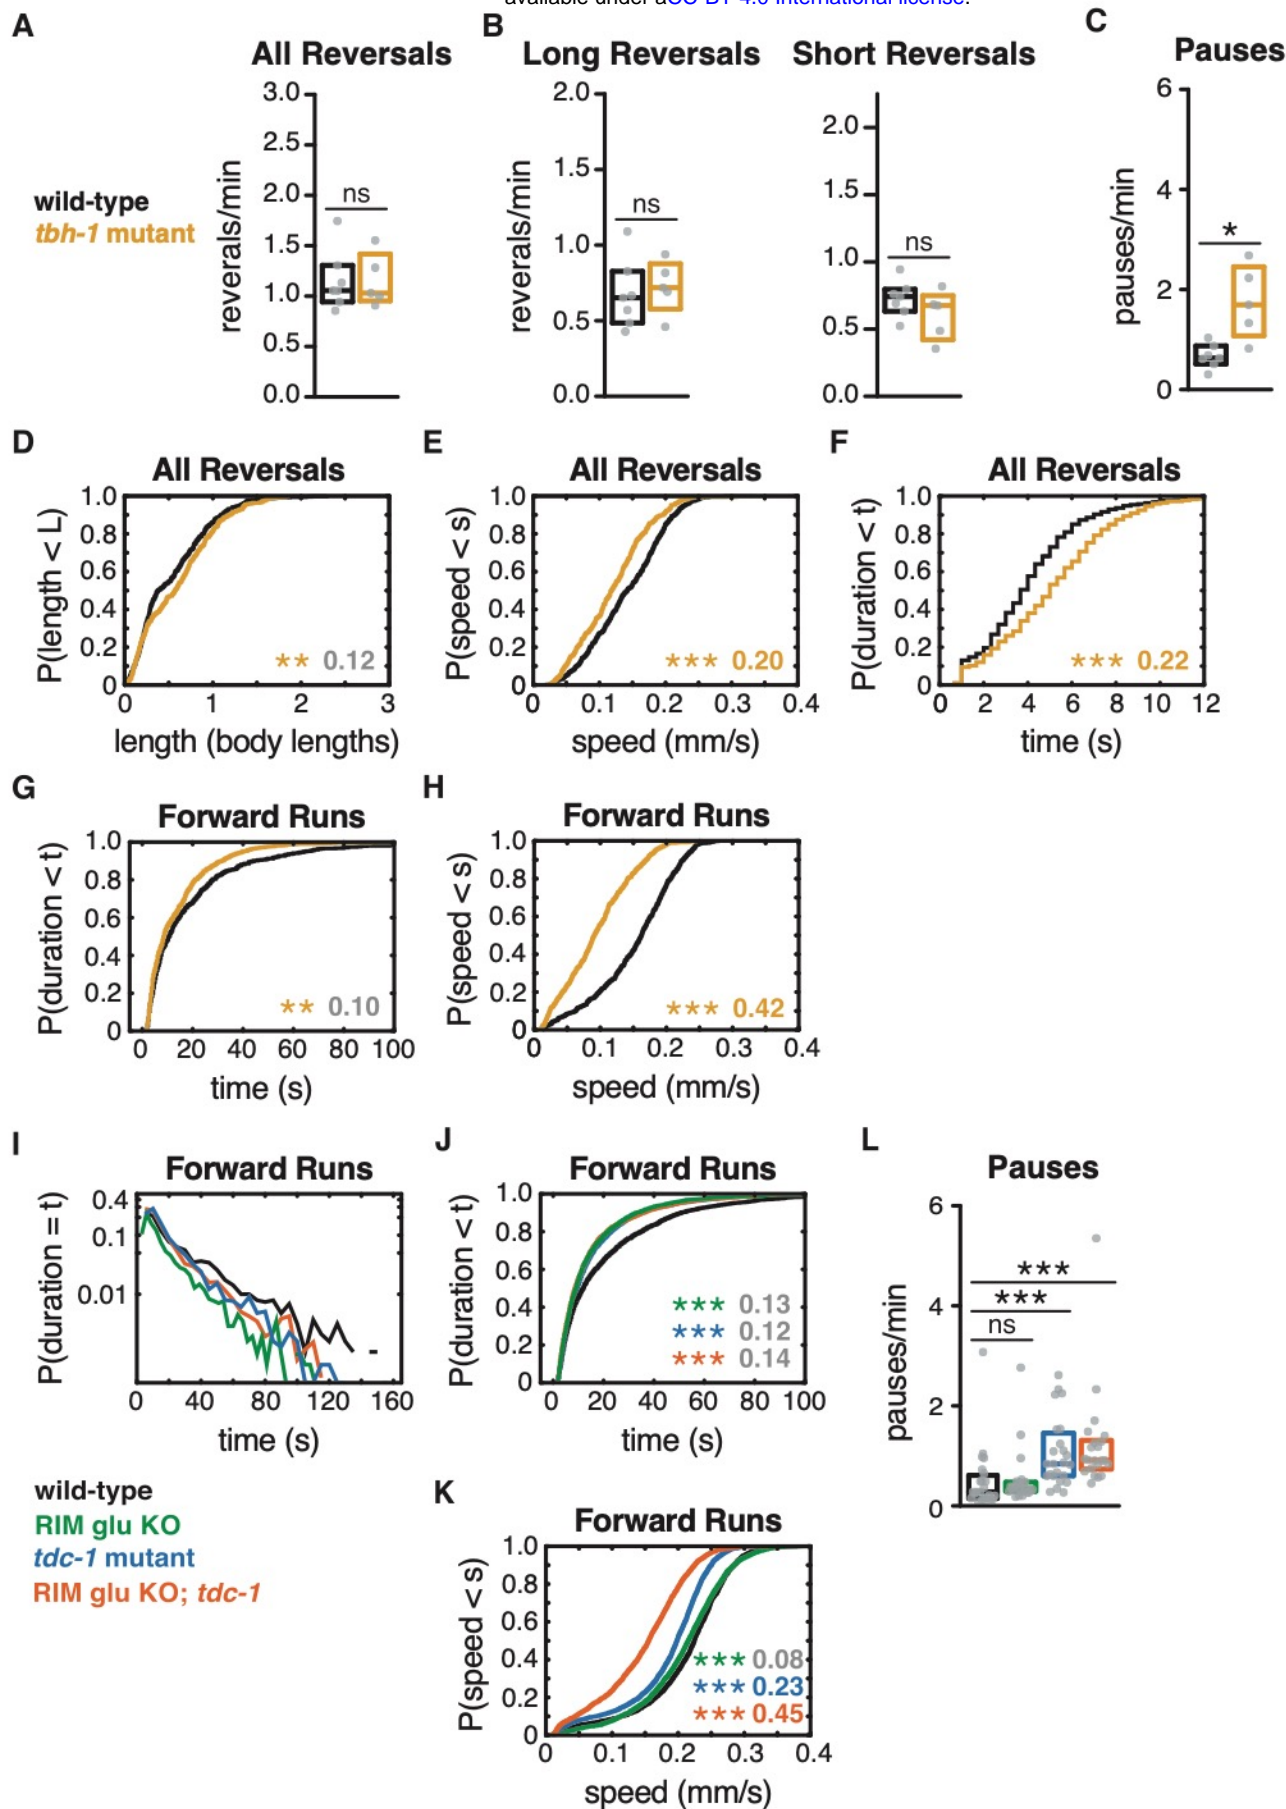 available under aCC-BY 4.0 International license.
A
B
C
All Reversals
Long Reversals
Short Reversals
Pauses
wild-type
tbh-1 mutant
reverals/min
3.0
2.5
2.0
1.5
1.0
0.5
0.0
ns
reverals/min
2.0
1.5
1.0
0.5
0.0
ns
2.0
1.5
1.0
0.5
0.0
ns
pauses/min
6
4
2
0
*
D
All Reversals
P(length < L)
1.0
0.8
0.6
0.4
0.2
0
** 0.12
0 1 2 3
length (body lengths)
E
All Reversals
P(speed < s)
1.0
0.8
0.6
0.4
0.2
0
*** 0.20
0 0.1 0.2 0.3 0.4
speed (mm/s)
F
All Reversals
P(duration < t)
1.0
0.8
0.6
0.4
0.2
0
*** 0.22
0 2 4 6 8 10 12
time (s)
G
Forward Runs
P(duration < t)
1.0
0.8
0.6
0.4
0.2
0
** 0.10
0 20 40 60 80 100
time (s)
H
Forward Runs
P(speed < s)
1.0
0.8
0.6
0.4
0.2
0
*** 0.42
0 0.1 0.2 0.3 0.4
speed (mm/s)
I
Forward Runs
P(duration = t)
0.4
0.1
0.01
0 40 80 120 160
time (s)
J
Forward Runs
P(duration < t)
1.0
0.8
0.6
0.4
0.2
0
*** 0.13
*** 0.12
*** 0.14
0 20 40 60 80 100
time (s)
L
Pauses
pauses/min
6
4
2
0
***
***
ns
wild-type
RIM glu KO
tdc-1 mutant
RIM glu KO; tdc-1
K
Forward Runs
P(speed < s)
1.0
0.8
0.6
0.4
0.2
0
*** 0.08
*** 0.23
*** 0.45
0 0.1 0.2 0.3 0.4
speed (mm/s)